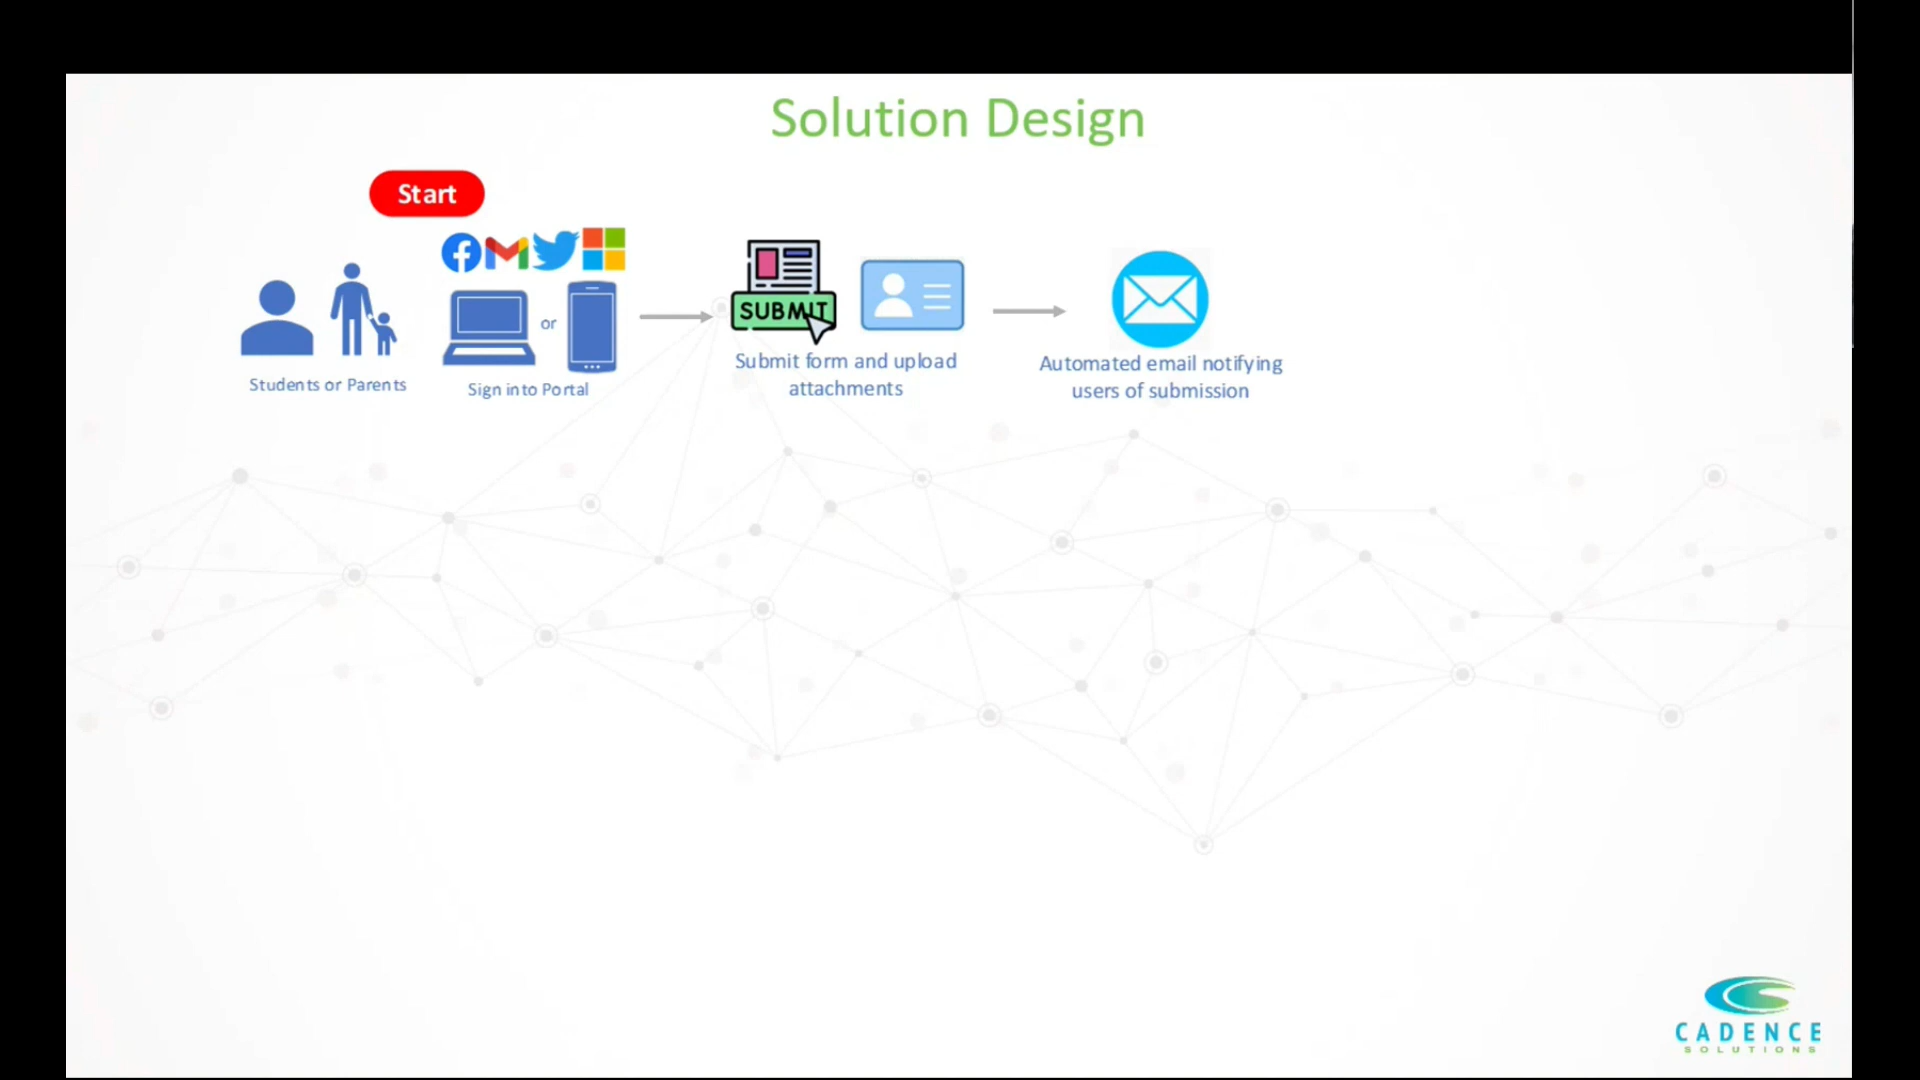 Solution Design
Start
or
SUBMIT
Students or Parents
Sign into Portal
Submit form and upload
attachments
Automated email notifying
users of submission
CADENCE
SOLUTIONS